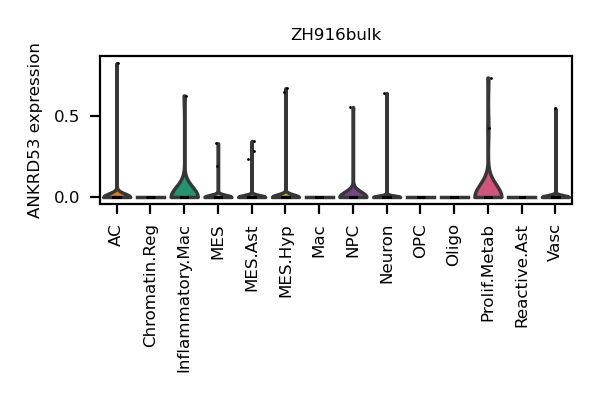 ZH916bulk
ANKRD53 expression
0.5
0.0
AC
Chromatin.Reg
Inflammatory.Mac
MES
MES.Ast
MES.Hyp
Mac
NPC
Neuron
OPC
Oligo
Prolif.Metab
Reactive.Ast
Vasc